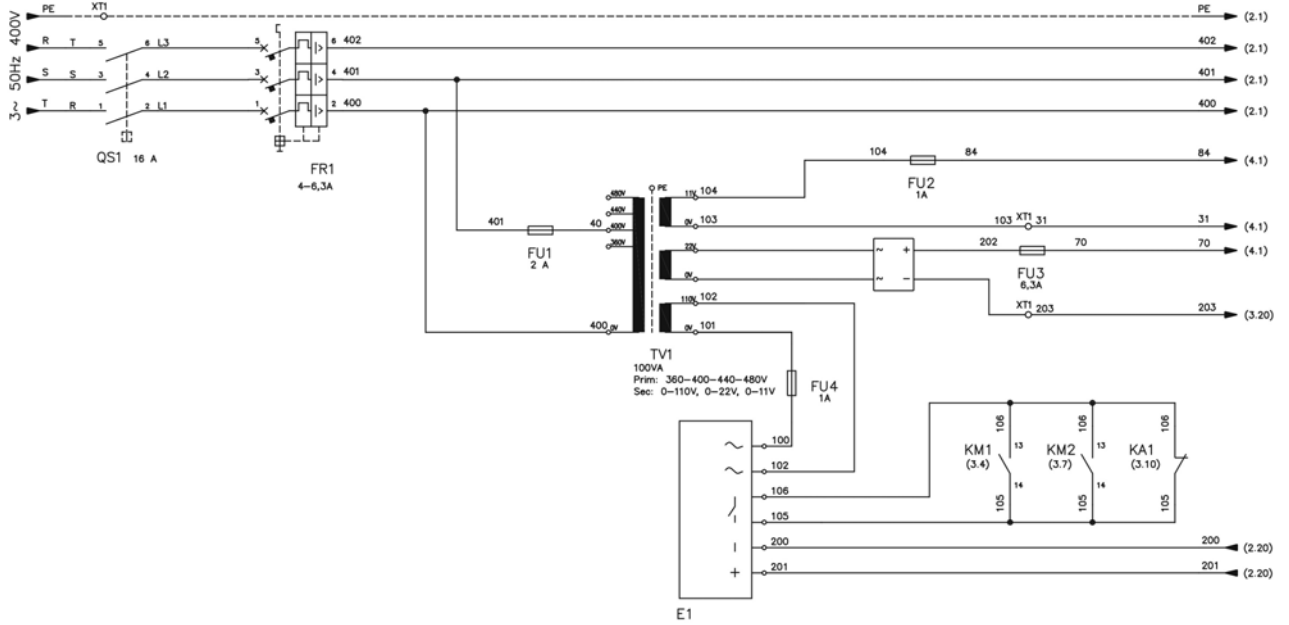 3~ 50Hz 400V
PE XT1 PE (2.1)
R T 5 6 L3 5 6 402 402 (2.1)
S S 3 4 L2 3 4 401 401 (2.1)
T R 1 2 L1 1 2 400 400 (2.1)
QS1 16 A
FR1
4-6,3A
104 84 84 (4.1)
FU2
1A
480V PE 11V 104
440V
401 40 400V 0V 103 103 XT1 31 31 (4.1)
360V
FU1
2 A
22V ~ + 202 70 70 (4.1)
FU3
6,3A
0V ~ −
XT1 203 203 (3.20)
110V 102
400 0V 0V 101
TV1
100VA
Prim: 360-400-440-480V
Sec: 0-110V, 0-22V, 0-11V
FU4
1A
106 106 106
KM1 13 KM2 13 KA1
(3.4) (3.7) (3.10)
14 14
105 105 105
~ 100
~ 102
106
105
− 200 200 (2.20)
+ 201 201 (2.20)
E1